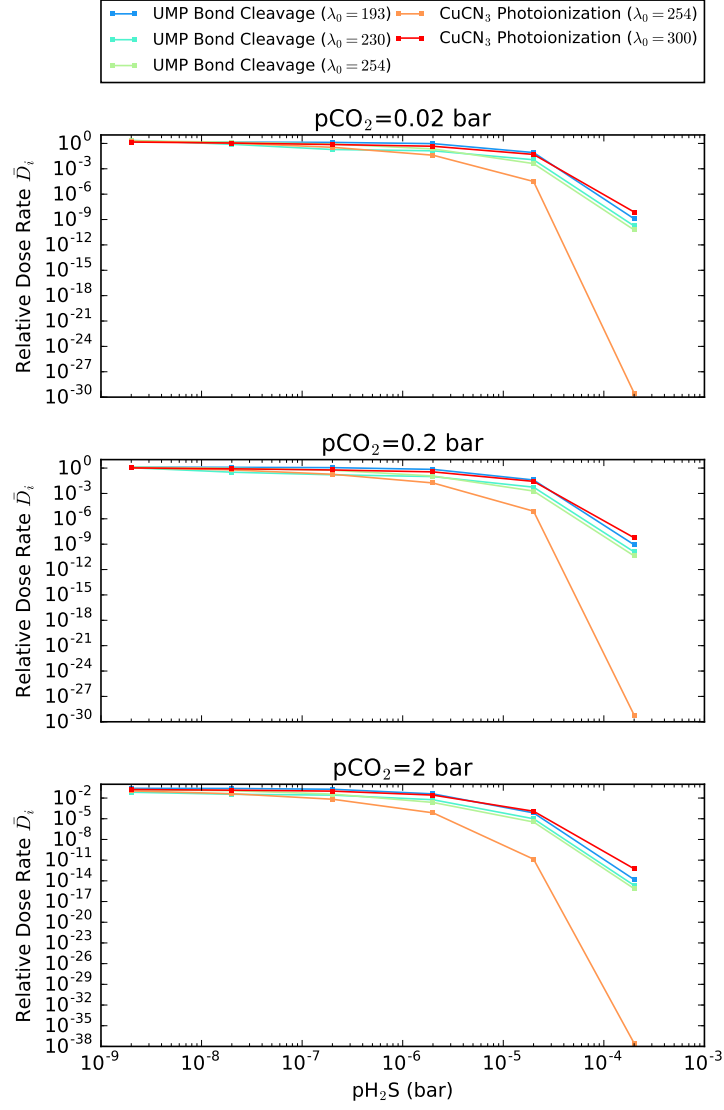 UMP Bond Cleavage (λ₀ = 193)
UMP Bond Cleavage (λ₀ = 230)
UMP Bond Cleavage (λ₀ = 254)
CuCN₃ Photoionization (λ₀ = 254)
CuCN₃ Photoionization (λ₀ = 300)
pCO₂=0.02 bar
Relative Dose Rate D̄ᵢ
10⁰
10⁻³
10⁻⁶
10⁻⁹
10⁻¹²
10⁻¹⁵
10⁻¹⁸
10⁻²¹
10⁻²⁴
10⁻²⁷
10⁻³⁰
pCO₂=0.2 bar
Relative Dose Rate D̄ᵢ
10⁰
10⁻³
10⁻⁶
10⁻⁹
10⁻¹²
10⁻¹⁵
10⁻¹⁸
10⁻²¹
10⁻²⁴
10⁻²⁷
10⁻³⁰
pCO₂=2 bar
Relative Dose Rate D̄ᵢ
10⁻²
10⁻⁵
10⁻⁸
10⁻¹¹
10⁻¹⁴
10⁻¹⁷
10⁻²⁰
10⁻²³
10⁻²⁶
10⁻²⁹
10⁻³²
10⁻³⁵
10⁻³⁸
10⁻⁹ 10⁻⁸ 10⁻⁷ 10⁻⁶ 10⁻⁵ 10⁻⁴ 10⁻³
pH₂S (bar)